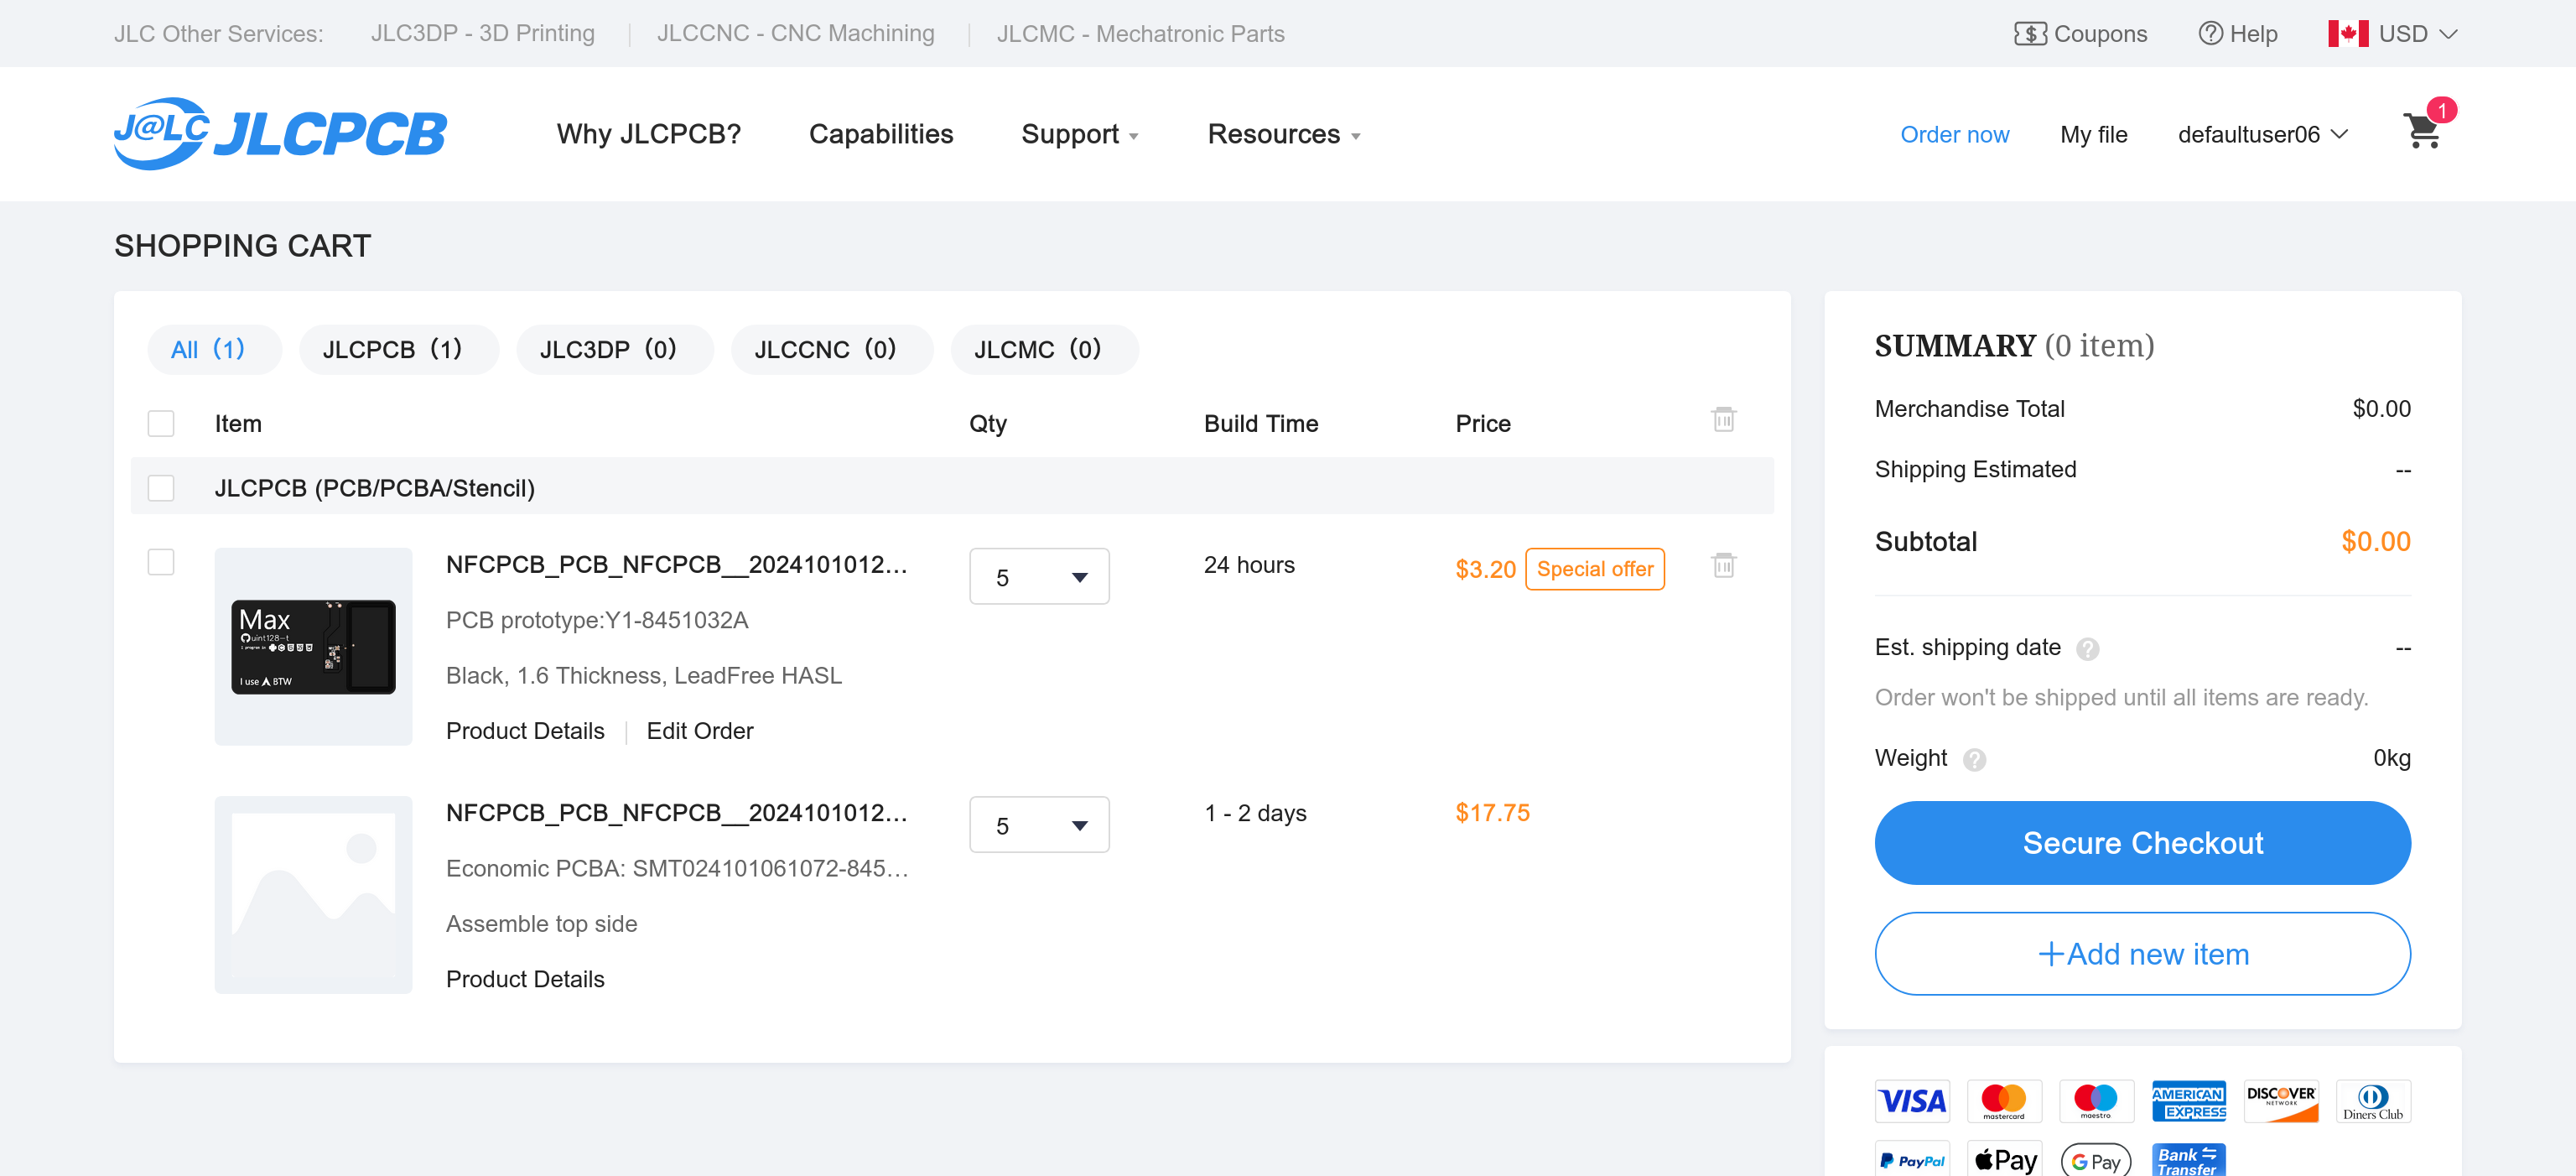 JLC Other Services: JLC3DP - 3D Printing JLCCNC - CNC Machining JLCMC - Mechatronic Parts Coupons Help USD
J@LC JLCPCB Why JLCPCB? Capabilities Support Resources Order now My file defaultuser06 1
SHOPPING CART
All (1) JLCPCB (1) JLC3DP (0) JLCCNC (0) JLCMC (0)
Item Qty Build Time Price
JLCPCB (PCB/PCBA/Stencil)
NFCPCB_PCB_NFCPCB__2024101012... 5 24 hours $3.20 Special offer
PCB prototype:Y1-8451032A
Black, 1.6 Thickness, LeadFree HASL
Product Details Edit Order
Max
uint128-t
I program in
I use BTW
NFCPCB_PCB_NFCPCB__2024101012... 5 1 - 2 days $17.75
Economic PCBA: SMT024101061072-845...
Assemble top side
Product Details
SUMMARY (0 item)
Merchandise Total $0.00
Shipping Estimated --
Subtotal $0.00
Est. shipping date ? --
Order won't be shipped until all items are ready.
Weight ? 0kg
Secure Checkout
+Add new item
VISA mastercard maestro AMERICAN EXPRESS DISCOVER NETWORK Diners Club
PayPal Pay G Pay Bank Transfer